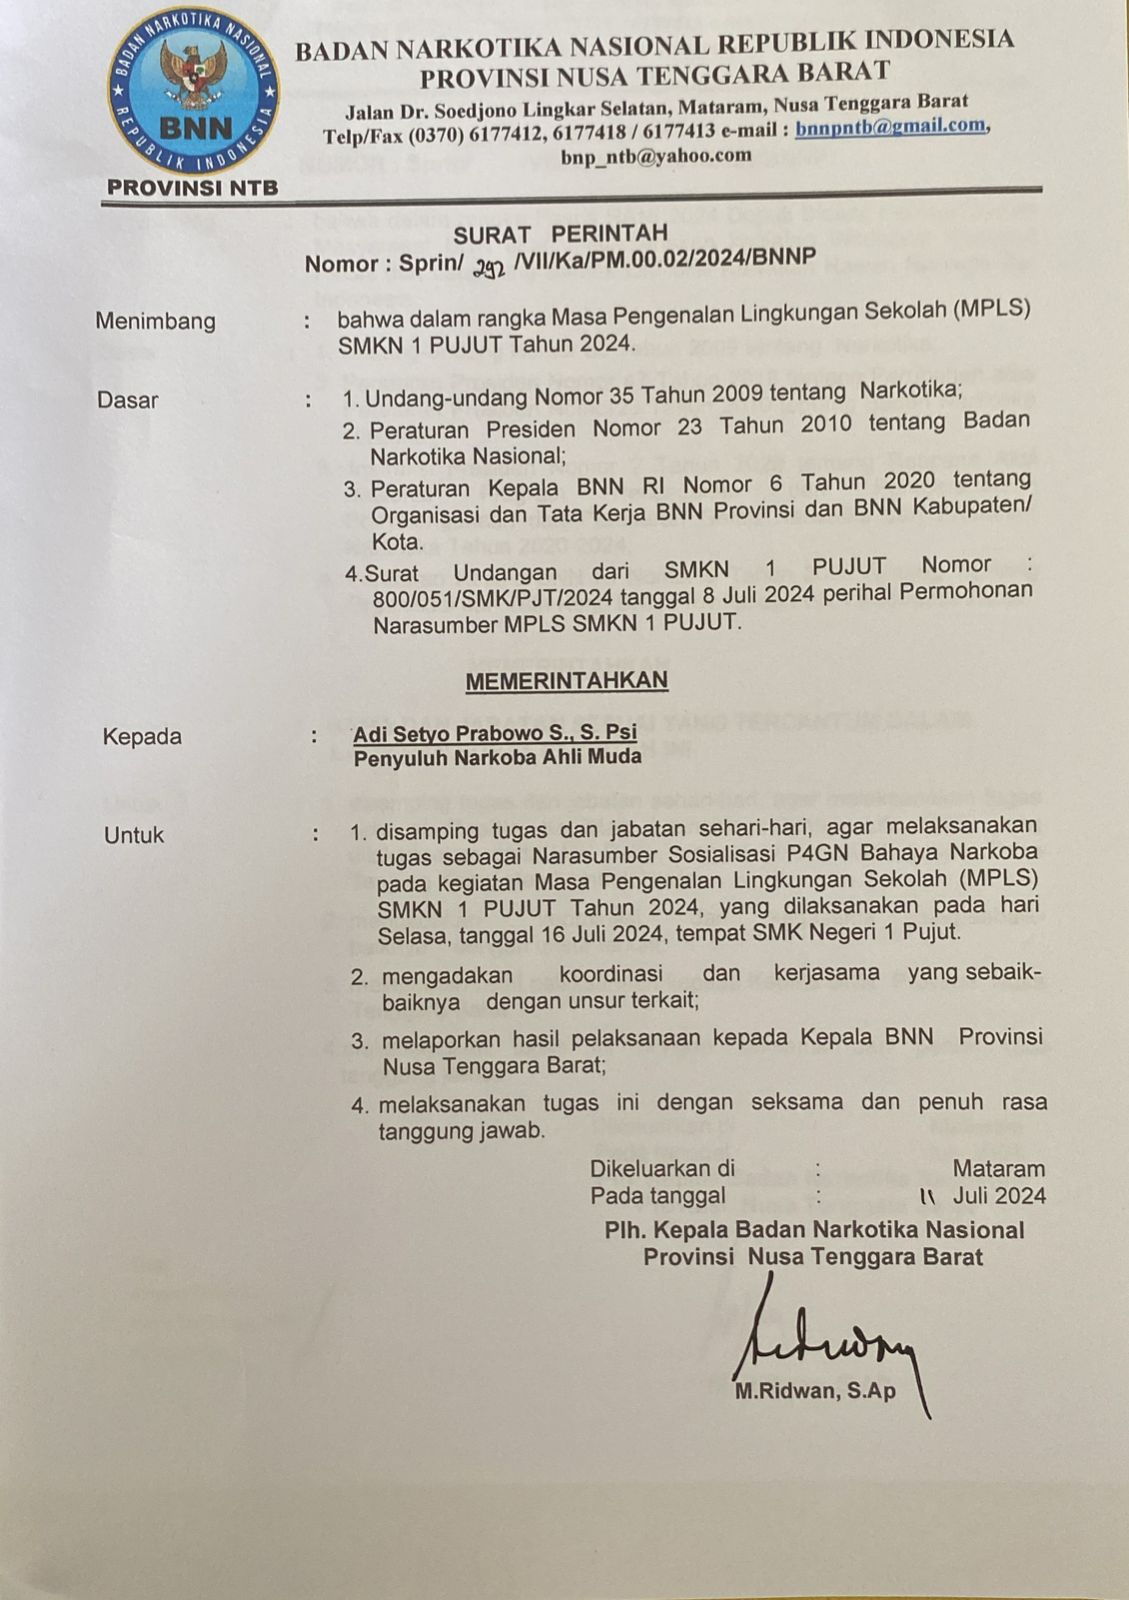 BADAN NARKOTIKA NASIONAL
REPUBLIK INDONESIA
BNN
PROVINSI NTB
BADAN NARKOTIKA NASIONAL REPUBLIK INDONESIA
PROVINSI NUSA TENGGARA BARAT
Jalan Dr. Soedjono Lingkar Selatan, Mataram, Nusa Tenggara Barat
Telp/Fax (0370) 6177412, 6177418 / 6177413 e-mail : bnnpntb@gmail.com,
bnp_ntb@yahoo.com
SURAT PERINTAH
Nomor : Sprin/ 292 /VII/Ka/PM.00.02/2024/BNNP
Menimbang : bahwa dalam rangka Masa Pengenalan Lingkungan Sekolah (MPLS)
SMKN 1 PUJUT Tahun 2024.
Dasar : 1. Undang-undang Nomor 35 Tahun 2009 tentang Narkotika;
2. Peraturan Presiden Nomor 23 Tahun 2010 tentang Badan
Narkotika Nasional;
3. Peraturan Kepala BNN RI Nomor 6 Tahun 2020 tentang
Organisasi dan Tata Kerja BNN Provinsi dan BNN Kabupaten/
Kota.
4.Surat Undangan dari SMKN 1 PUJUT Nomor :
800/051/SMK/PJT/2024 tanggal 8 Juli 2024 perihal Permohonan
Narasumber MPLS SMKN 1 PUJUT.
MEMERINTAHKAN
Kepada : Adi Setyo Prabowo S., S. Psi
Penyuluh Narkoba Ahli Muda
Untuk : 1. disamping tugas dan jabatan sehari-hari, agar melaksanakan
tugas sebagai Narasumber Sosialisasi P4GN Bahaya Narkoba
pada kegiatan Masa Pengenalan Lingkungan Sekolah (MPLS)
SMKN 1 PUJUT Tahun 2024, yang dilaksanakan pada hari
Selasa, tanggal 16 Juli 2024, tempat SMK Negeri 1 Pujut.
2. mengadakan koordinasi dan kerjasama yang sebaik-
baiknya dengan unsur terkait;
3. melaporkan hasil pelaksanaan kepada Kepala BNN Provinsi
Nusa Tenggara Barat;
4. melaksanakan tugas ini dengan seksama dan penuh rasa
tanggung jawab.
Dikeluarkan di : Mataram
Pada tanggal : 11 Juli 2024
Plh. Kepala Badan Narkotika Nasional
Provinsi Nusa Tenggara Barat
M.Ridwan, S.Ap